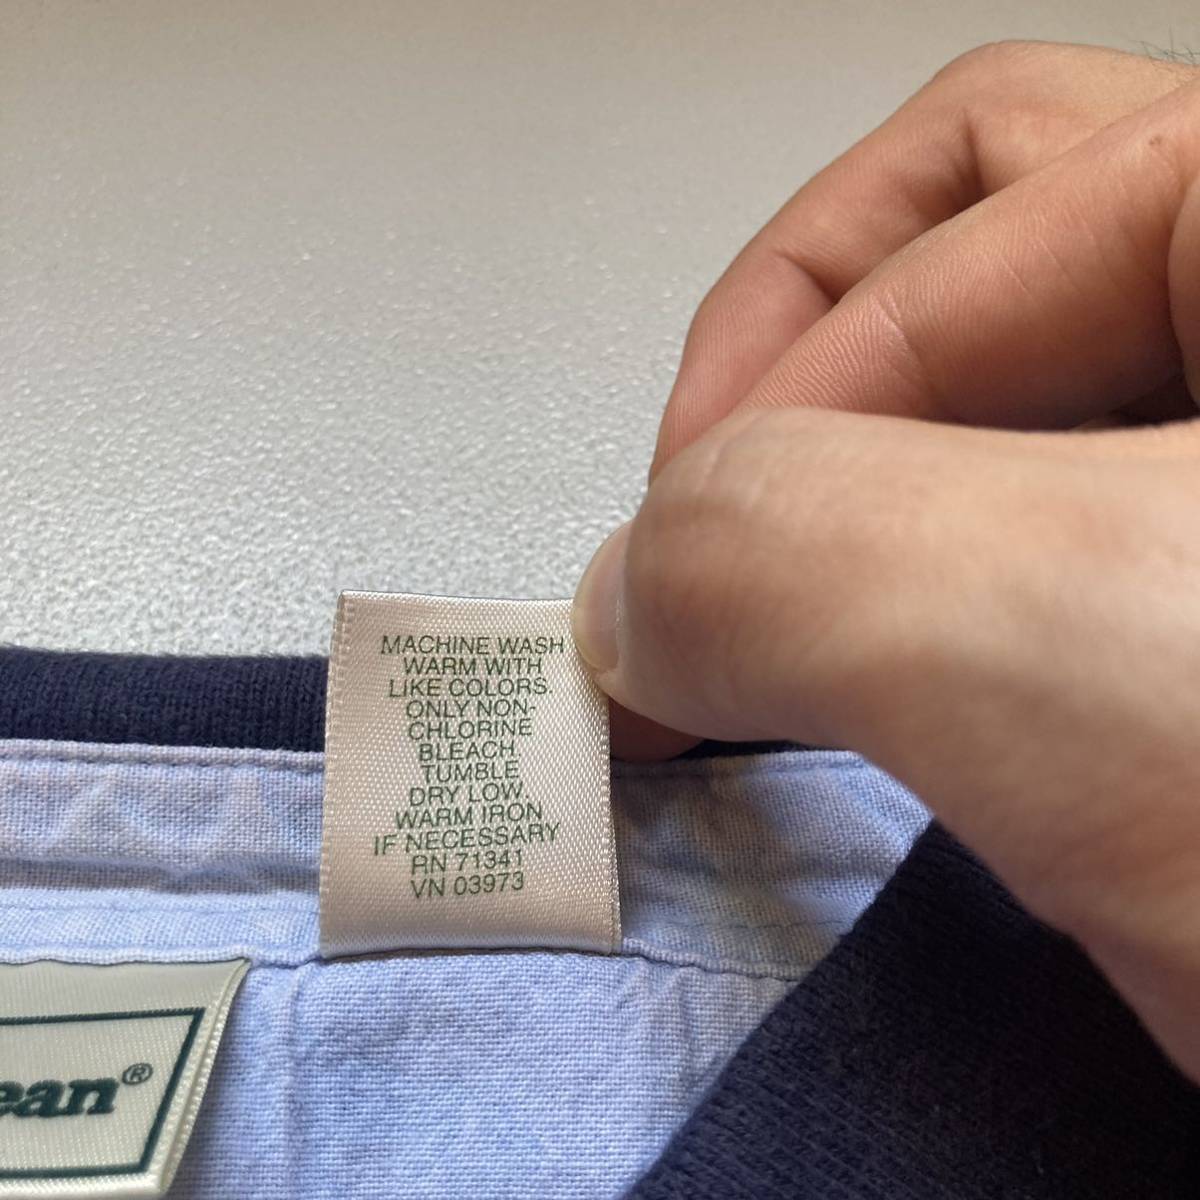 MACHINE WASH
WARM WITH
LIKE COLORS.
ONLY NON-
CHLORINE
BLEACH.
TUMBLE
DRY LOW.
WARM IRON
IF NECESSARY
RN 71341
VN 03973
ean®